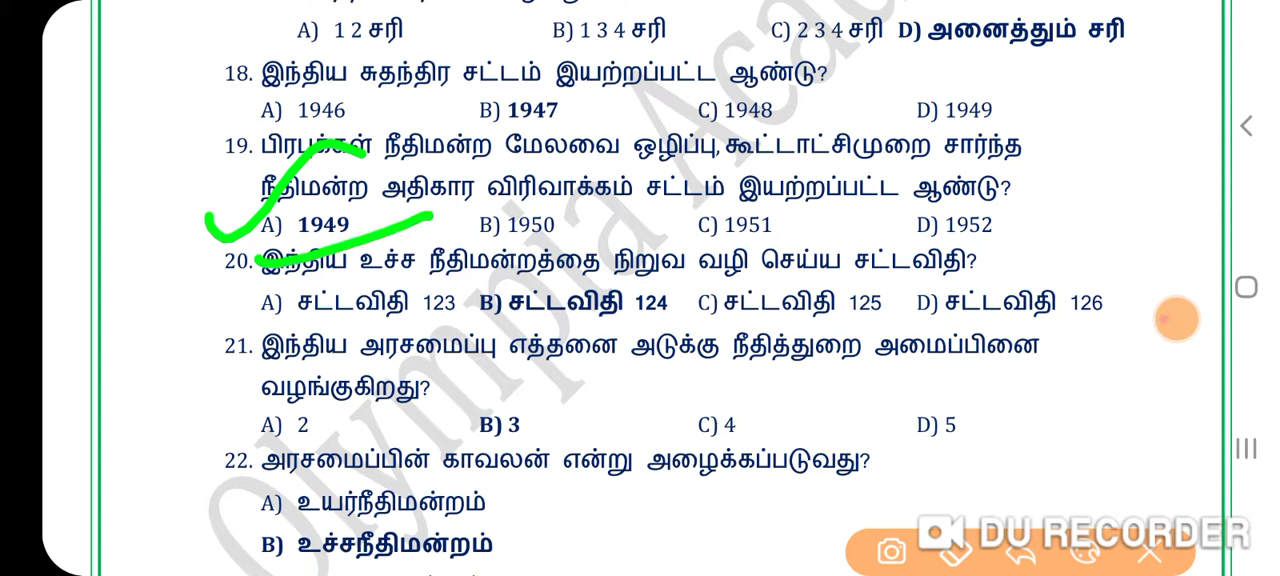 A) 1 2 சரி B) 1 3 4 சரி C) 2 3 4 சரி D) அனைத்தும் சரி
18. இந்திய சுதந்திர சட்டம் இயற்றப்பட்ட ஆண்டு?
A) 1946 B) 1947 C) 1948 D) 1949
19. பிரபுக்கள் நீதிமன்ற மேலவை ஒழிப்பு, கூட்டாட்சிமுறை சார்ந்த
நீதிமன்ற அதிகார விரிவாக்கம் சட்டம் இயற்றப்பட்ட ஆண்டு?
A) 1949 B) 1950 C) 1951 D) 1952
20. இந்திய உச்ச நீதிமன்றத்தை நிறுவ வழி செய்ய சட்டவிதி?
A) சட்டவிதி 123 B) சட்டவிதி 124 C) சட்டவிதி 125 D) சட்டவிதி 126
21. இந்திய அரசமைப்பு எத்தனை அடுக்கு நீதித்துறை அமைப்பினை
வழங்குகிறது?
A) 2 B) 3 C) 4 D) 5
22. அரசமைப்பின் காவலன் என்று அழைக்கப்படுவது?
A) உயர்நீதிமன்றம்
B) உச்சநீதிமன்றம்
DU RECORDER
Olympia Aca